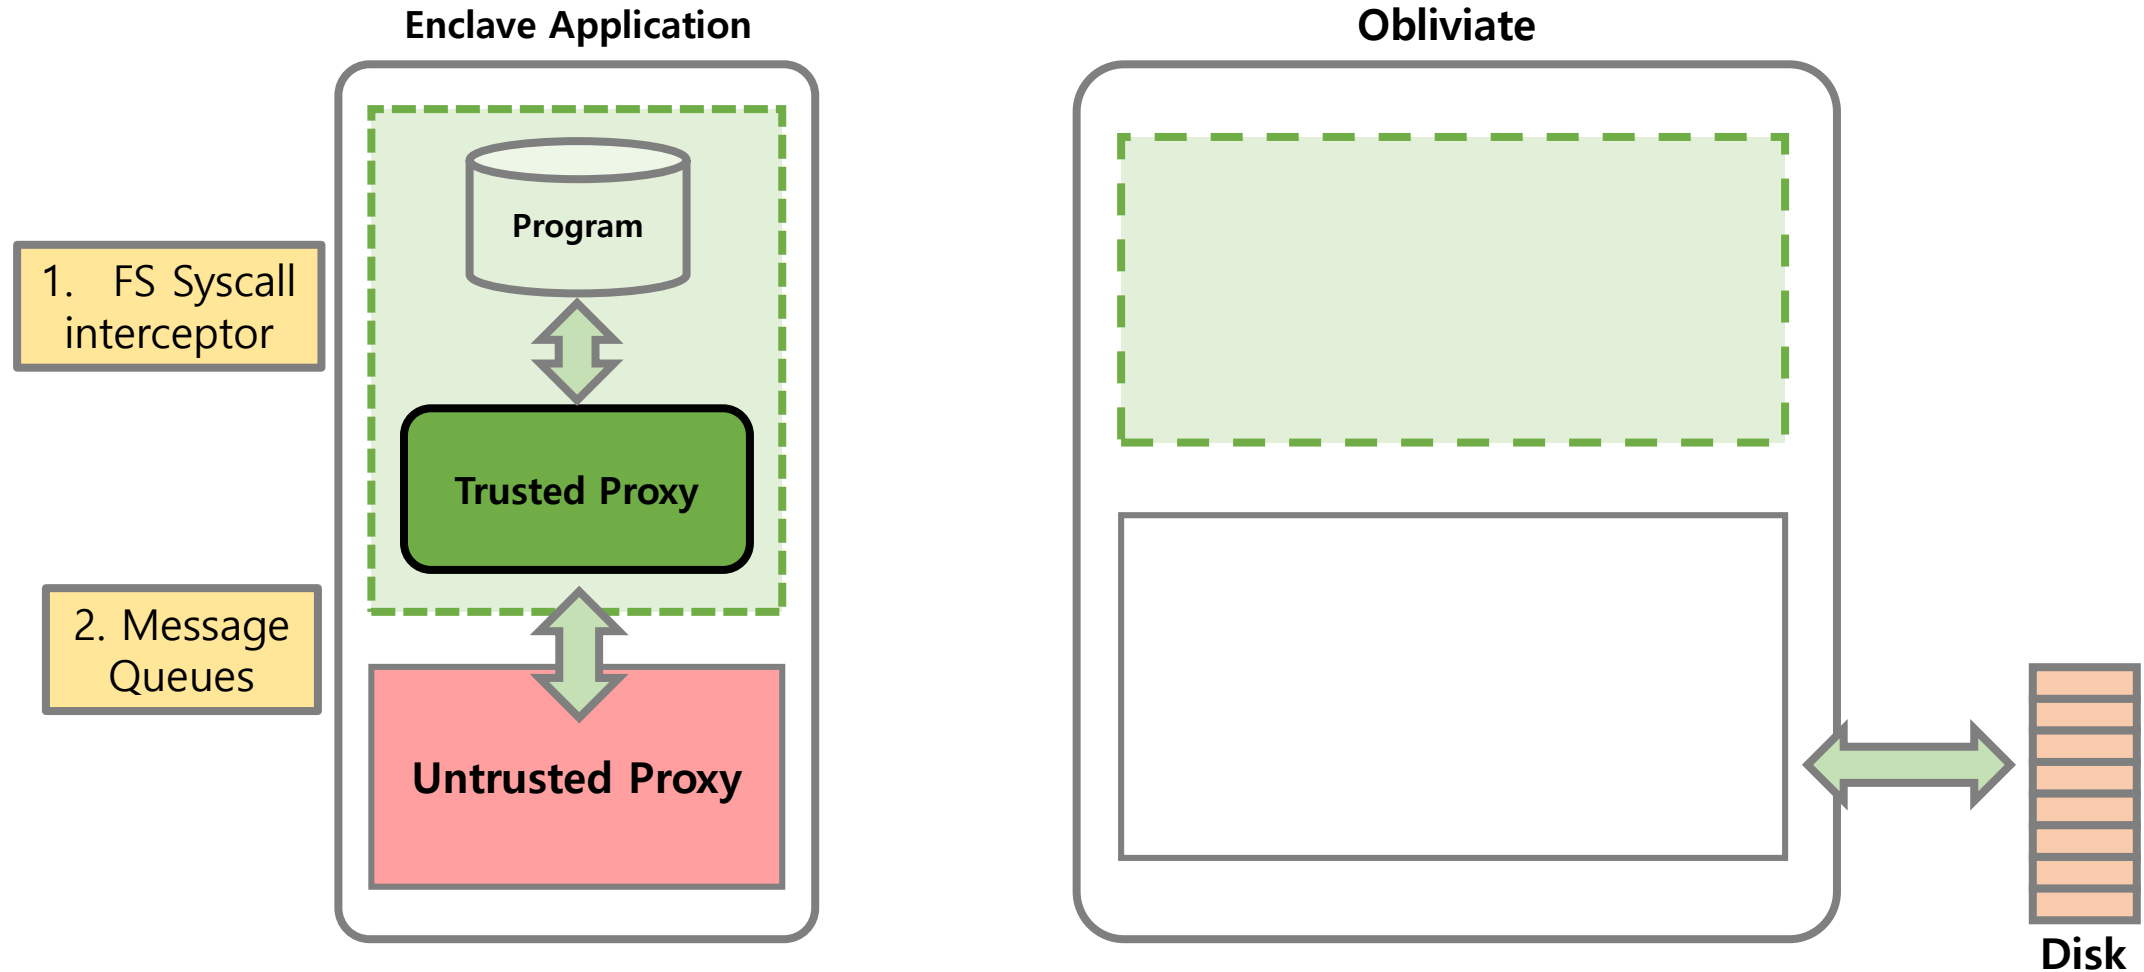 Enclave Application
Obliviate
Program
1. FS Syscall
interceptor
Trusted Proxy
2. Message
Queues
Untrusted Proxy
Disk